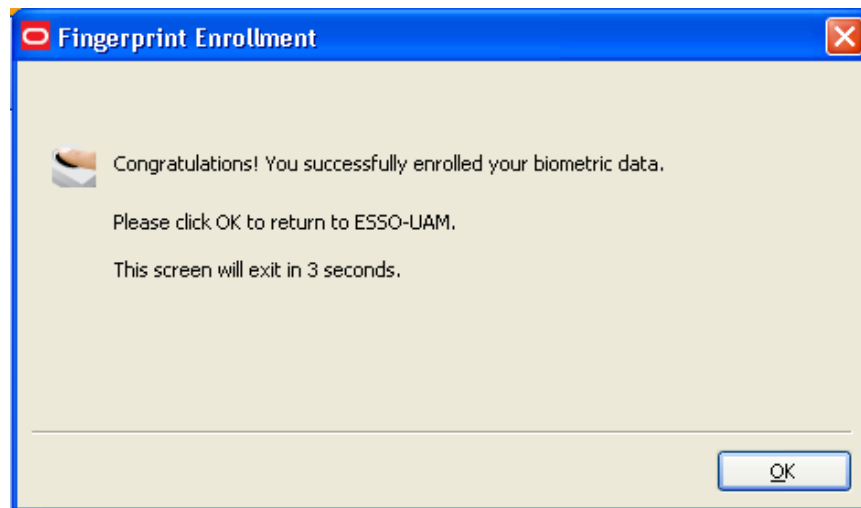 Fingerprint Enrollment
Congratulations! You successfully enrolled your biometric data.
Please click OK to return to ESSO-UAM.
This screen will exit in 3 seconds.
OK